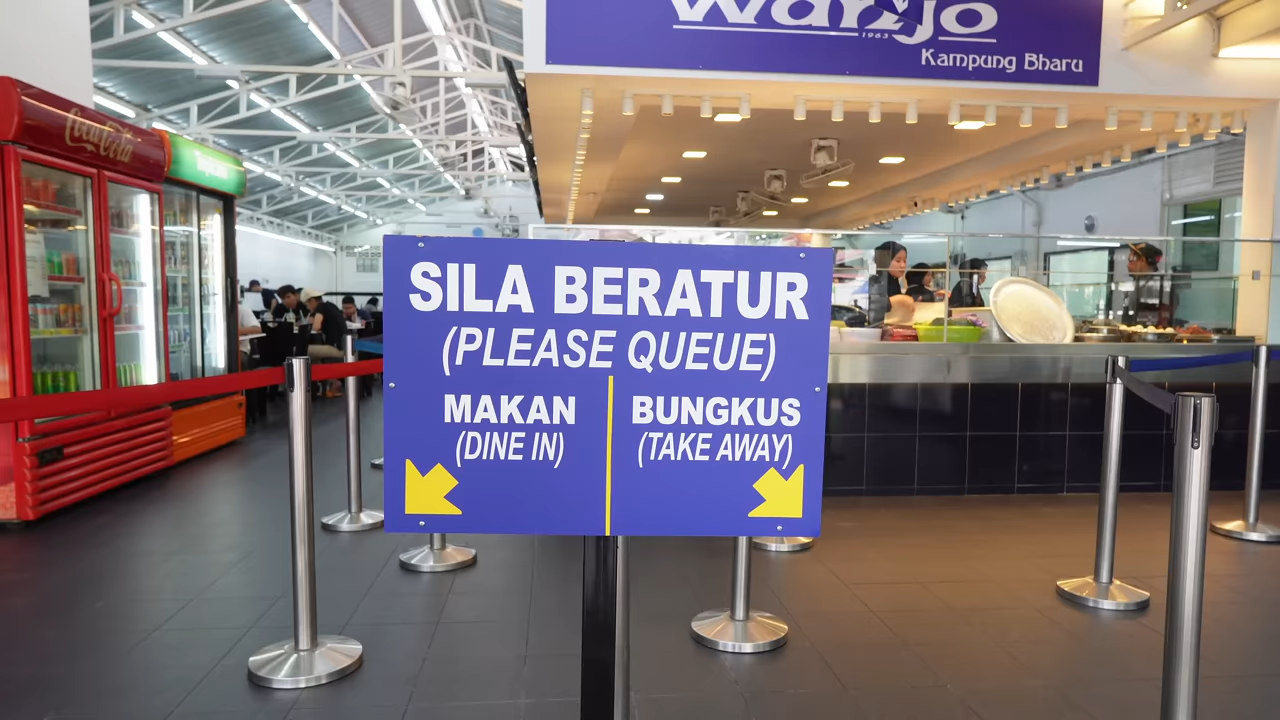 wanjo
1963
Kampung Bharu
Coca-Cola
SILA BERATUR
(PLEASE QUEUE)
MAKAN
(DINE IN)
BUNGKUS
(TAKE AWAY)